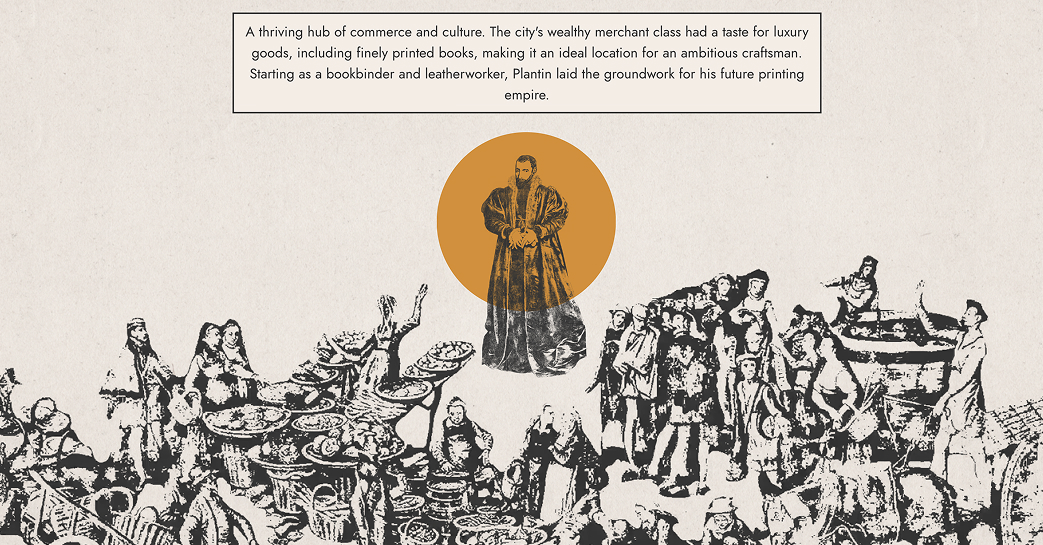 A thriving hub of commerce and culture. The city's wealthy merchant class had a taste for luxury
goods, including finely printed books, making it an ideal location for an ambitious craftsman.
Starting as a bookbinder and leatherworker, Plantin laid the groundwork for his future printing
empire.